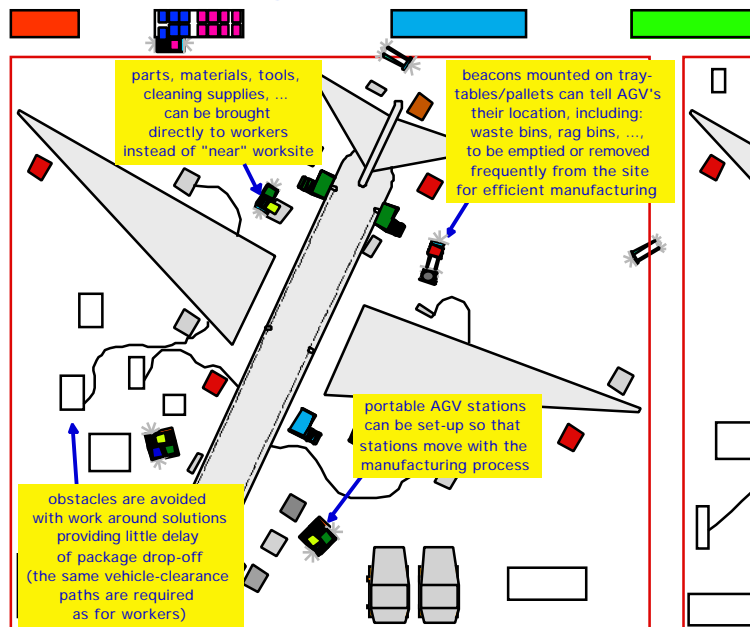 parts, materials, tools,
cleaning supplies, ...
can be brought
directly to workers
instead of "near" worksite
beacons mounted on tray-
tables/pallets can tell AGV's
their location, including:
waste bins, rag bins, ...,
to be emptied or removed
frequently from the site
for efficient manufacturing
portable AGV stations
can be set-up so that
stations move with the
manufacturing process
obstacles are avoided
with work around solutions
providing little delay
of package drop-off
(the same vehicle-clearance
paths are required
as for workers)